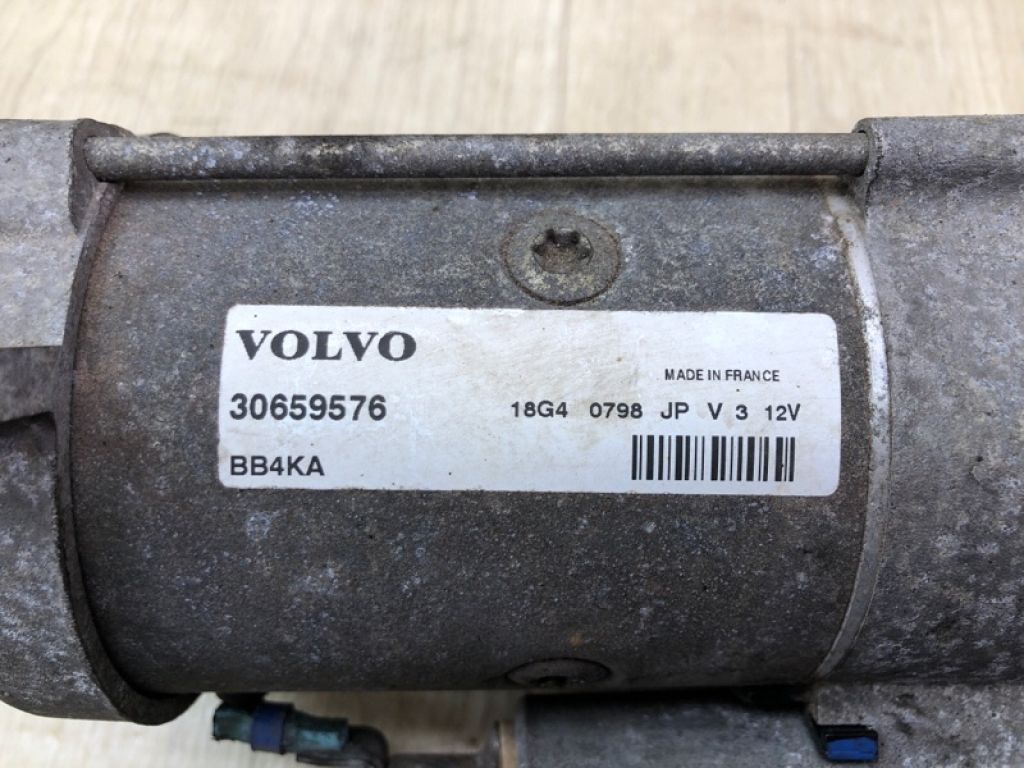 VOLVO
MADE IN FRANCE
30659576 18G4 0798 JP V 3 12V
BB4KA